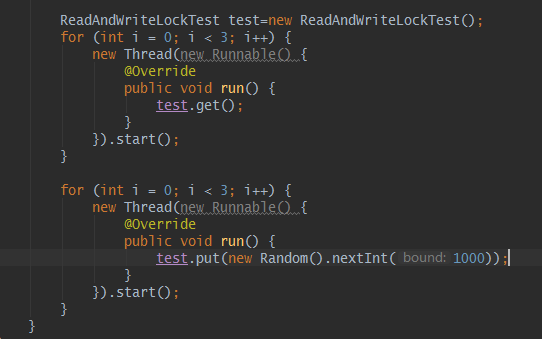 ReadAndWriteLockTest test=new ReadAndWriteLockTest();
for (int i = 0; i < 3; i++) {
    new Thread(new Runnable() {
        @Override
        public void run() {
            test.get();
        }
    }).start();
}

for (int i = 0; i < 3; i++) {
    new Thread(new Runnable() {
        @Override
        public void run() {
            test.put(new Random().nextInt( bound: 1000));
        }
    }).start();
}
}